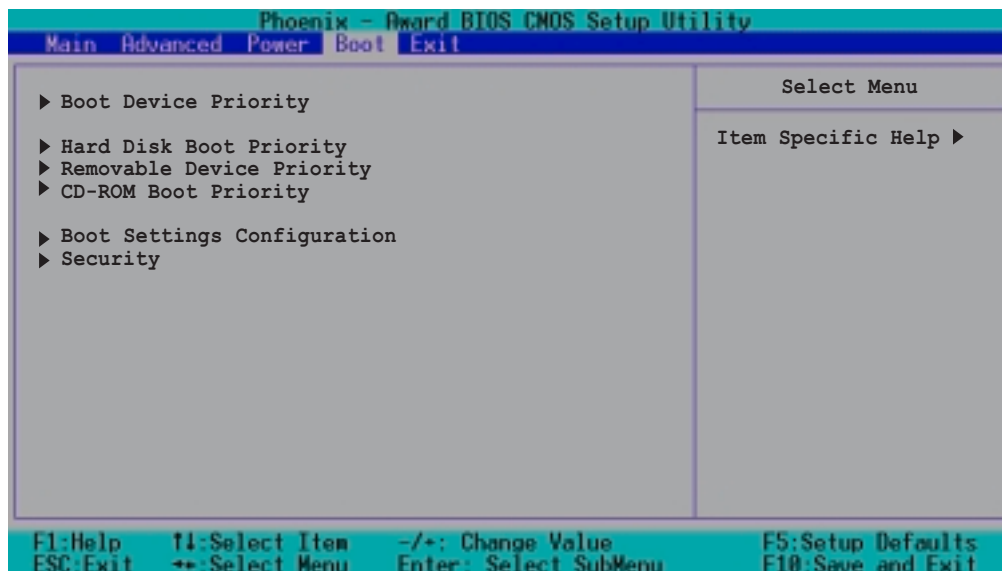 Phoenix - Award BIOS CMOS Setup Utility
Main Advanced Power Boot Exit
Select Menu
▶ Boot Device Priority
Item Specific Help ▶
▶ Hard Disk Boot Priority
▶ Removable Device Priority
▶ CD-ROM Boot Priority
▶ Boot Settings Configuration
▶ Security
F1:Help ↑↓:Select Item -/+: Change Value F5:Setup Defaults
ESC:Exit ←→:Select Menu Enter: Select SubMenu F10:Save and Exit